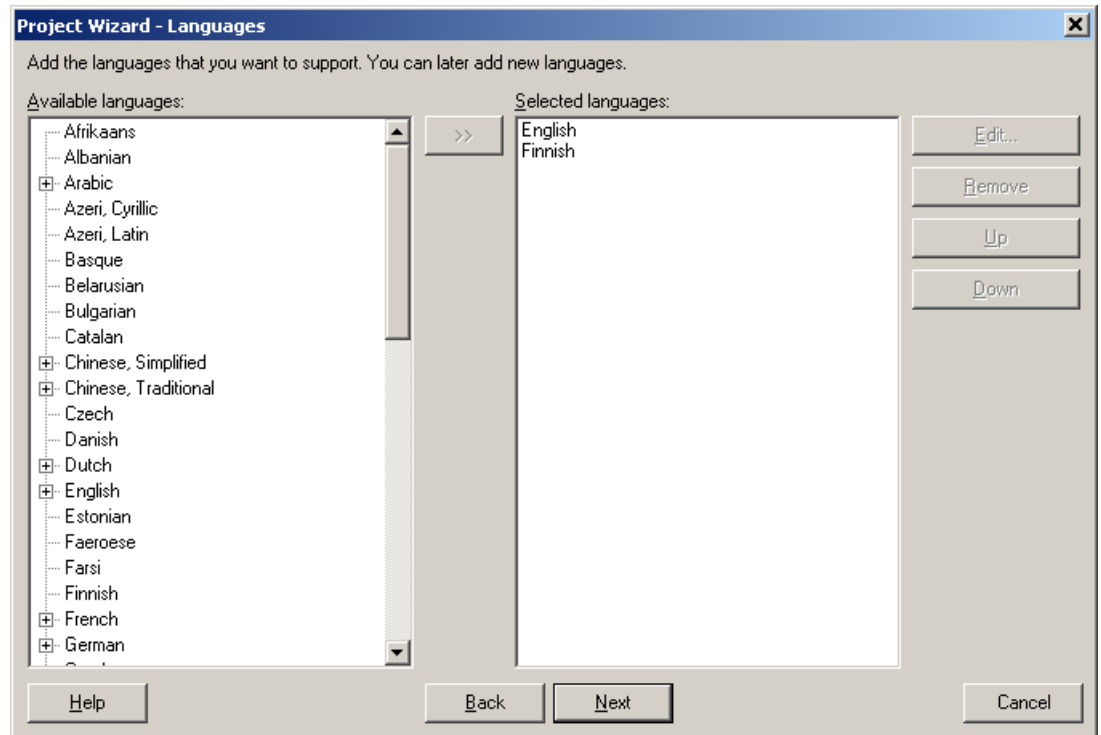 Project Wizard - Languages
Add the languages that you want to support. You can later add new languages.
Available languages:
Afrikaans
Albanian
Arabic
Azeri, Cyrillic
Azeri, Latin
Basque
Belarusian
Bulgarian
Catalan
Chinese, Simplified
Chinese, Traditional
Czech
Danish
Dutch
English
Estonian
Faeroese
Farsi
Finnish
French
German
>>
Selected languages:
English
Finnish
Edit...
Remove
Up
Down
Help
Back
Next
Cancel